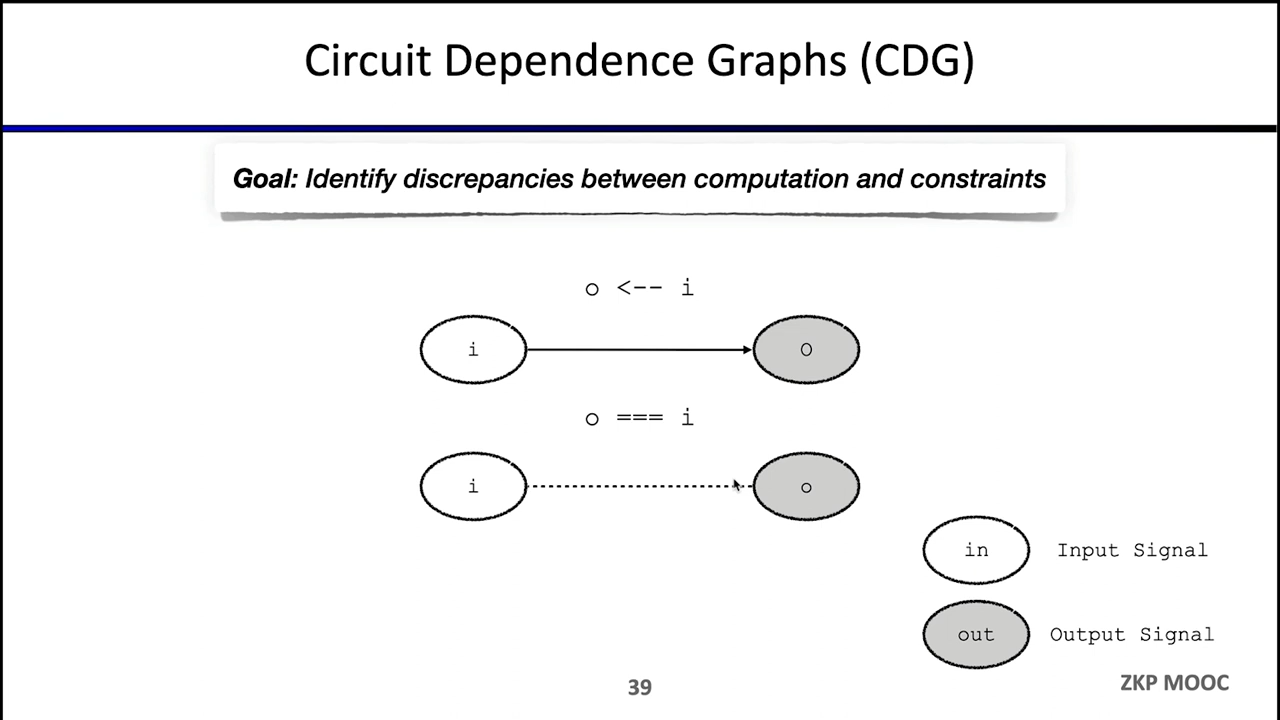 Circuit Dependence Graphs (CDG)
Goal: Identify discrepancies between computation and constraints
o <-- i
i O
o === i
i o
in Input Signal
out Output Signal
39
ZKP MOOC